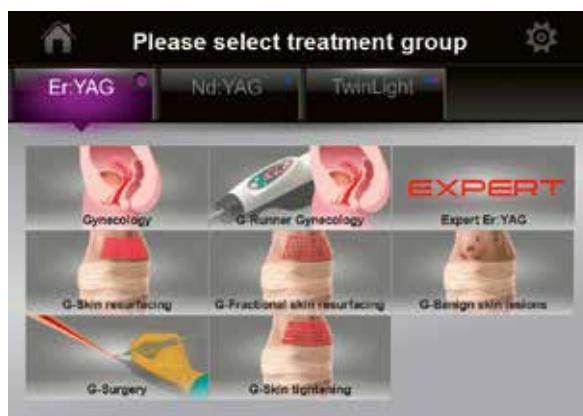 Please select treatment group
Er:YAG
Nd:YAG
TwinLight
EXPERT
Gynecology
G-Runner Gynecology
Expert Er:YAG
G-Skin resurfacing
G-Fractional skin resurfacing
G-Benign skin lesions
G-Surgery
G-Skin tightening